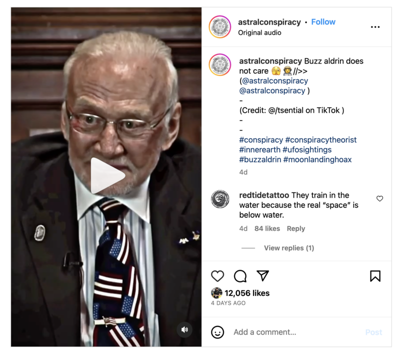 astralconspiracy • Follow
Original audio
astralconspiracy Buzz aldrin does
not care 🫣 👨‍🚀//>>
(@astralconspiracy
@astralconspiracy )
-
(Credit: @/tsential on TikTok )
-
-
#conspiracy #conspiracytheorist
#innerearth #ufosightings
#buzzaldrin #moonlandinghoax
4d
redtidetattoo They train in the
water because the real “space” is
below water.
4d 84 likes Reply
View replies (1)
12,056 likes
4 DAYS AGO
Add a comment...
Post